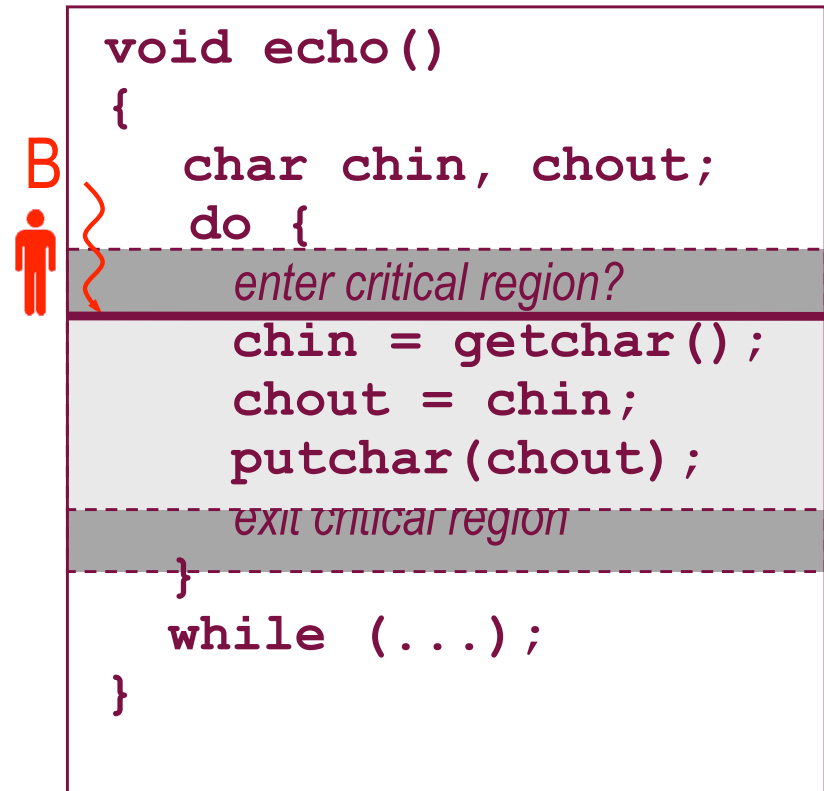 void echo()
{
char chin, chout;
B
do {
enter critical region?
chin = getchar();
chout = chin;
putchar(chout);
exit critical region
}
while (...);
}